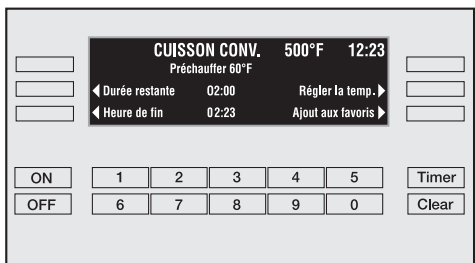 CUISSON CONV. 500°F 12:23
Préchauffer 60°F
Durée restante 02:00 Régler la temp.
Heure de fin 02:23 Ajout aux favoris
ON 1 2 3 4 5 Timer
OFF 6 7 8 9 0 Clear